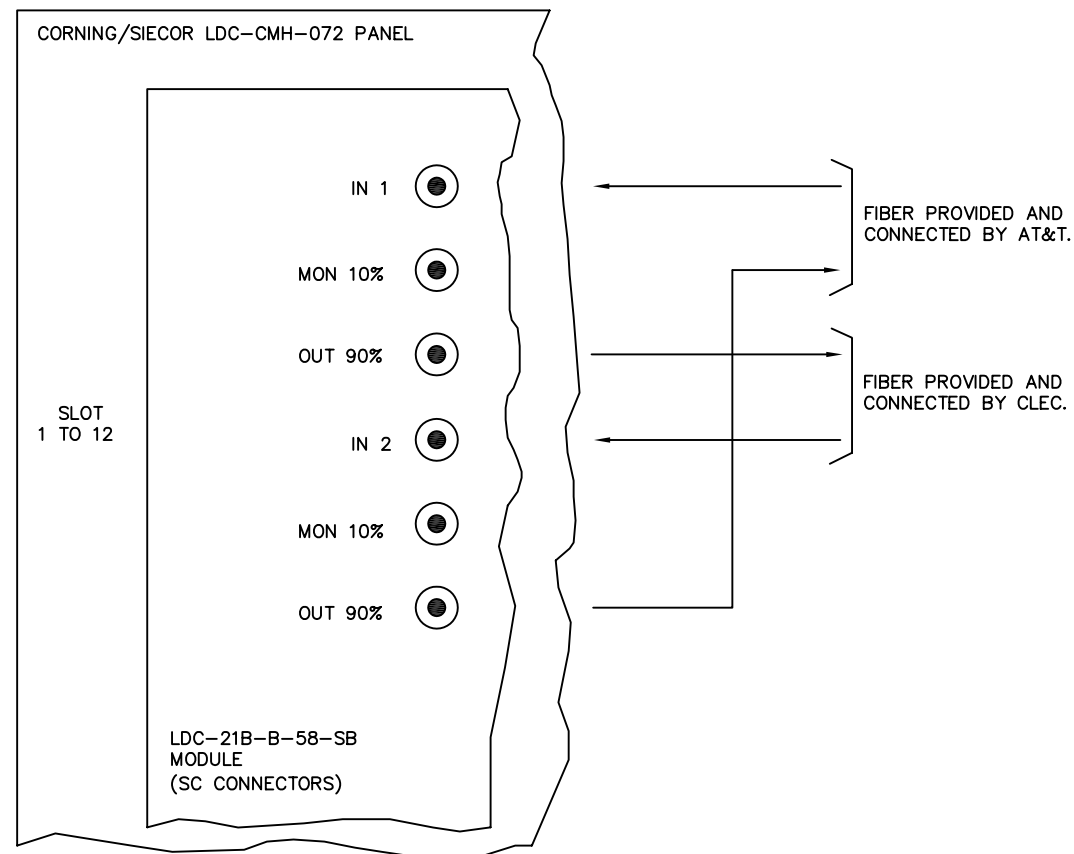 CORNING/SIECOR LDC-CMH-072 PANEL
IN 1
MON 10%
OUT 90%
IN 2
MON 10%
OUT 90%
SLOT
1 TO 12
LDC-21B-B-58-SB
MODULE
(SC CONNECTORS)
FIBER PROVIDED AND
CONNECTED BY AT&T.
FIBER PROVIDED AND
CONNECTED BY CLEC.